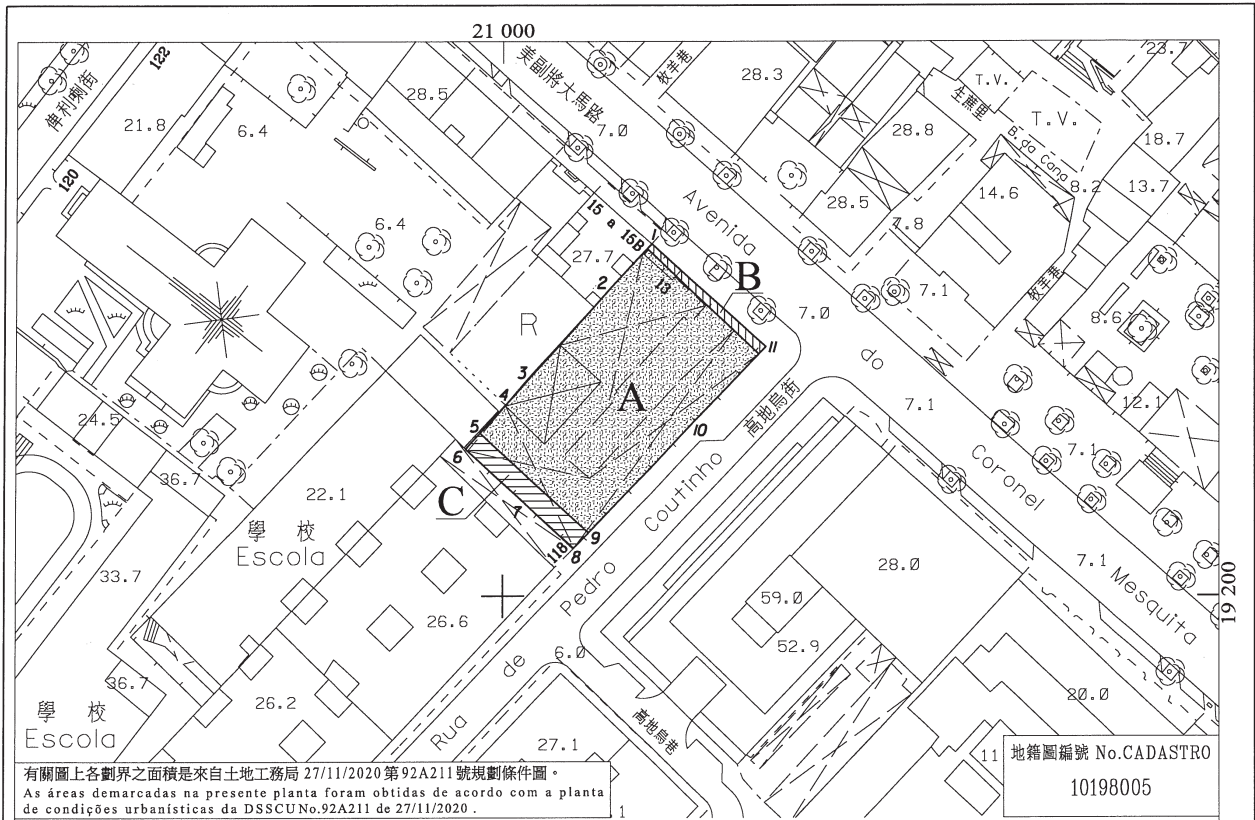 21 000
122
俾利喇街
美副將大馬路
牧羊巷
28.3
23.7
T.V.
T.V.
生蔗里
28.5
21.8
6.4
7.0
28.8
B. da Cana
18.7
120
14.6
8.2
13.7
Avenida
28.5
7.8
15 a 15B
1
6.4
27.7
2
13
B
7.0
7.1
牧羊巷
8.6
R
11
do
3
4
A
高地烏街
7.1
12.1
24.5
5
10
6
7.1
36.7
22.1
C
7
Coutinho
Coronel
學 校
Escola
9
118
8
28.0
7.1
33.7
Pedro
59.0
Mesquita
19 200
26.6
52.9
6.0
de
36.7
26.2
20.0
學 校
Escola
Rua
高地烏巷
27.1
11
地籍圖編號 No.CADASTRO
10198005
有關圖上各劃界之面積是來自土地工務局 27/11/2020 第92A211號規劃條件圖。
As áreas demarcadas na presente planta foram obtidas de acordo com a planta
de condições urbanísticas da DSSCU No.92A211 de 27/11/2020 .
.1